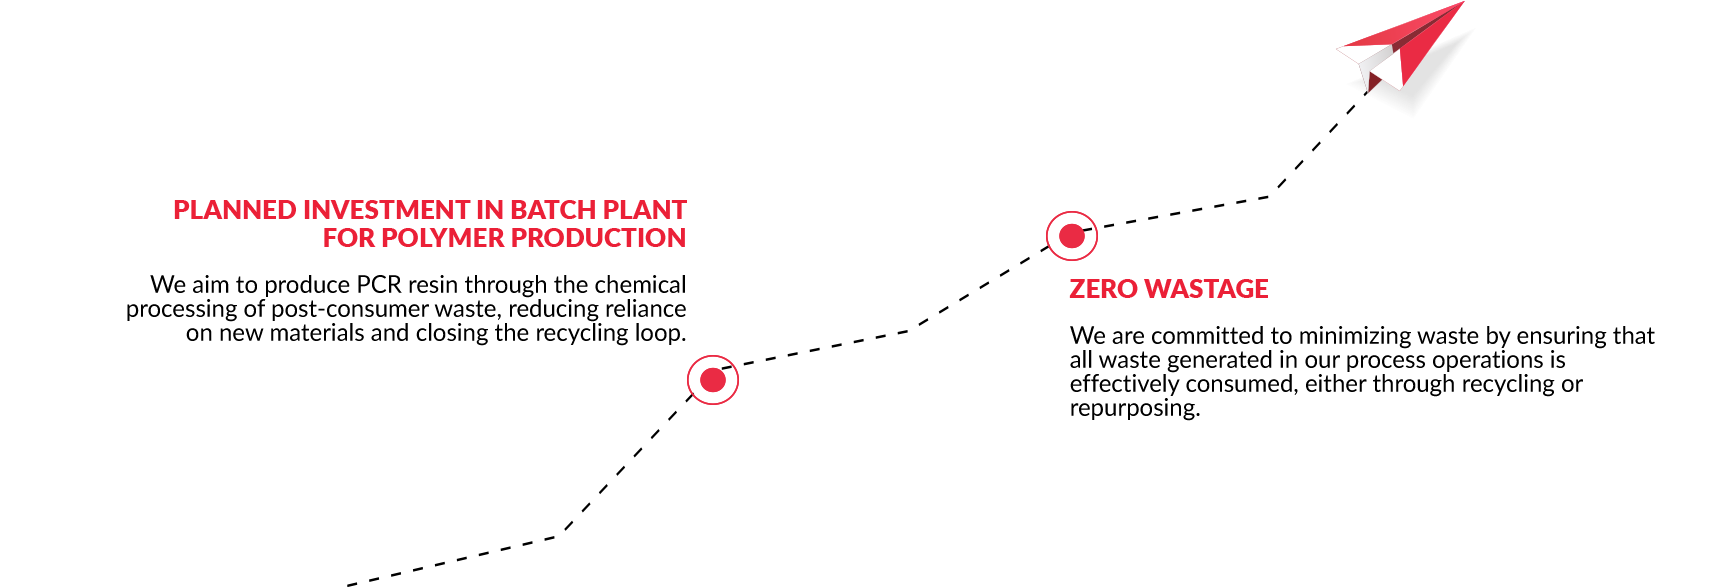 PLANNED INVESTMENT IN BATCH PLANT
FOR POLYMER PRODUCTION
We aim to produce PCR resin through the chemical
processing of post-consumer waste, reducing reliance
on new materials and closing the recycling loop.
ZERO WASTAGE
We are committed to minimizing waste by ensuring that
all waste generated in our process operations is
effectively consumed, either through recycling or
repurposing.